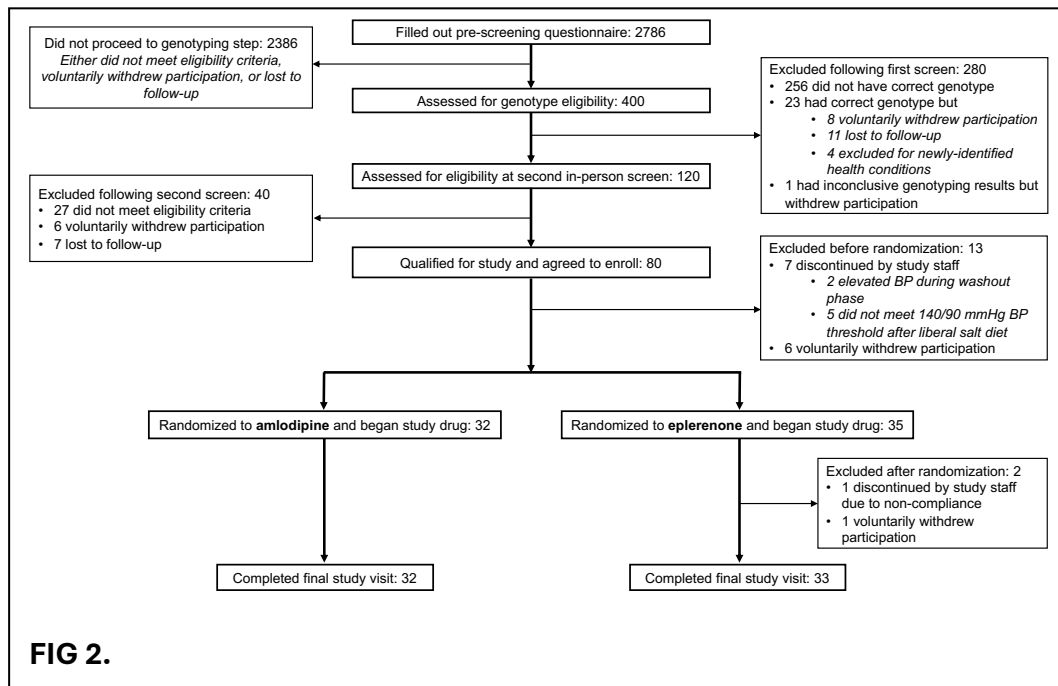 Filled out pre-screening questionnaire: 2786
Did not proceed to genotyping step: 2386
Either did not meet eligibility criteria,
voluntarily withdrew participation, or lost to
follow-up
Assessed for genotype eligibility: 400
Excluded following first screen: 280
• 256 did not have correct genotype
• 23 had correct genotype but
• 8 voluntarily withdrew participation
• 11 lost to follow-up
• 4 excluded for newly-identified
health conditions
• 1 had inconclusive genotyping results but
withdrew participation
Assessed for eligibility at second in-person screen: 120
Excluded following second screen: 40
• 27 did not meet eligibility criteria
• 6 voluntarily withdrew participation
• 7 lost to follow-up
Qualified for study and agreed to enroll: 80
Excluded before randomization: 13
• 7 discontinued by study staff
• 2 elevated BP during washout
phase
• 5 did not meet 140/90 mmHg BP
threshold after liberal salt diet
• 6 voluntarily withdrew participation
Randomized to amlodipine and began study drug: 32
Randomized to eplerenone and began study drug: 35
Excluded after randomization: 2
• 1 discontinued by study staff
due to non-compliance
• 1 voluntarily withdrew
participation
Completed final study visit: 32
Completed final study visit: 33
FIG 2.